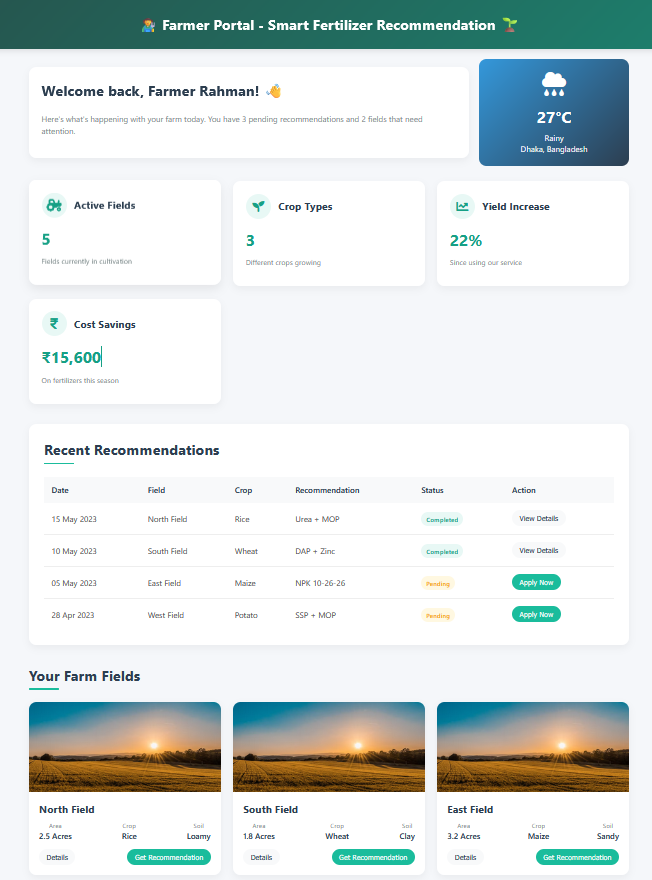 Farmer Portal - Smart Fertilizer Recommendation
Welcome back, Farmer Rahman!
Here's what's happening with your farm today. You have 3 pending recommendations and 2 fields that need
attention.
27°C
Rainy
Dhaka, Bangladesh
Active Fields
5
Fields currently in cultivation
Crop Types
3
Different crops growing
Yield Increase
22%
Since using our service
₹ Cost Savings
₹15,600
On fertilizers this season
Recent Recommendations
Date Field Crop Recommendation Status Action
15 May 2023 North Field Rice Urea + MOP Completed View Details
10 May 2023 South Field Wheat DAP + Zinc Completed View Details
05 May 2023 East Field Maize NPK 10-26-26 Pending Apply Now
28 Apr 2023 West Field Potato SSP + MOP Pending Apply Now
Your Farm Fields
North Field
Area Crop Soil
2.5 Acres Rice Loamy
Details Get Recommendation
South Field
Area Crop Soil
1.8 Acres Wheat Clay
Details Get Recommendation
East Field
Area Crop Soil
3.2 Acres Maize Sandy
Details Get Recommendation